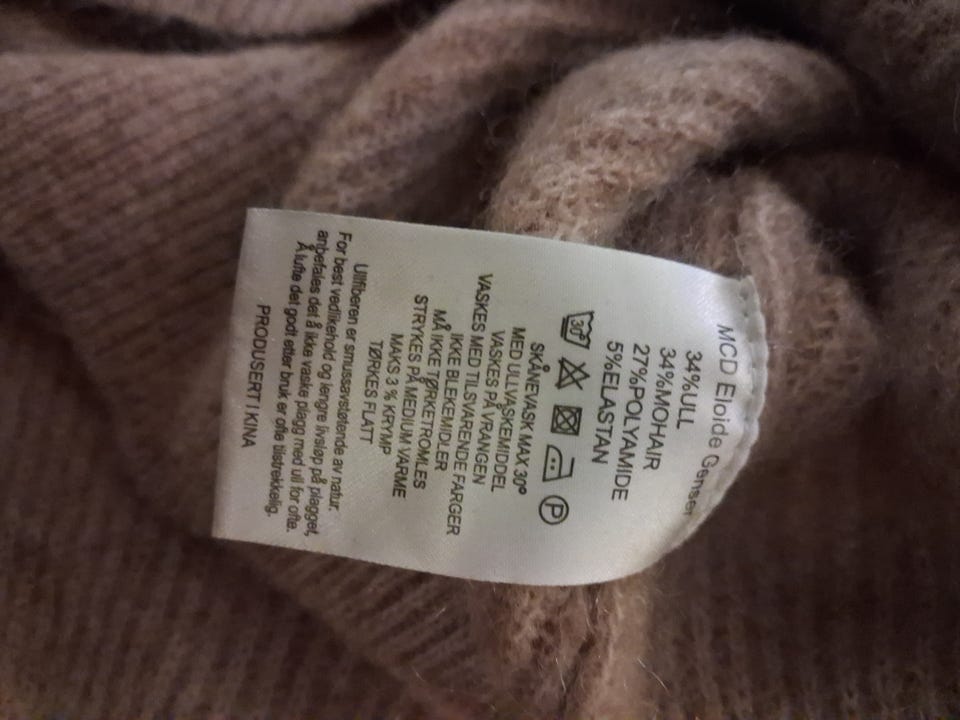 MCD Eloide Genser
34%ULL
34%MOHAIR
27%POLYAMIDE
5%ELASTAN
30° P
SKÅNEVASK MAX 30°
MED ULLVASKEMIDDEL
VASKES PÅ VRANGEN
VASKES MED TILSVARENDE FARGER
IKKE BLEKEMIDLER
MÅ IKKE TØRKETROMLES
STRYKES PÅ MEDIUM VARME
MAKS 3 % KRYMP
TØRKES FLATT
Ullfiberen er smussavstøtende av natur.
For best vedlikehold og lengre livsløp på plagget,
anbefales det å ikke vaske plagg med ull for ofte.
Å lufte det godt etter bruk er ofte tilstrekkelig.
PRODUSERT I KINA